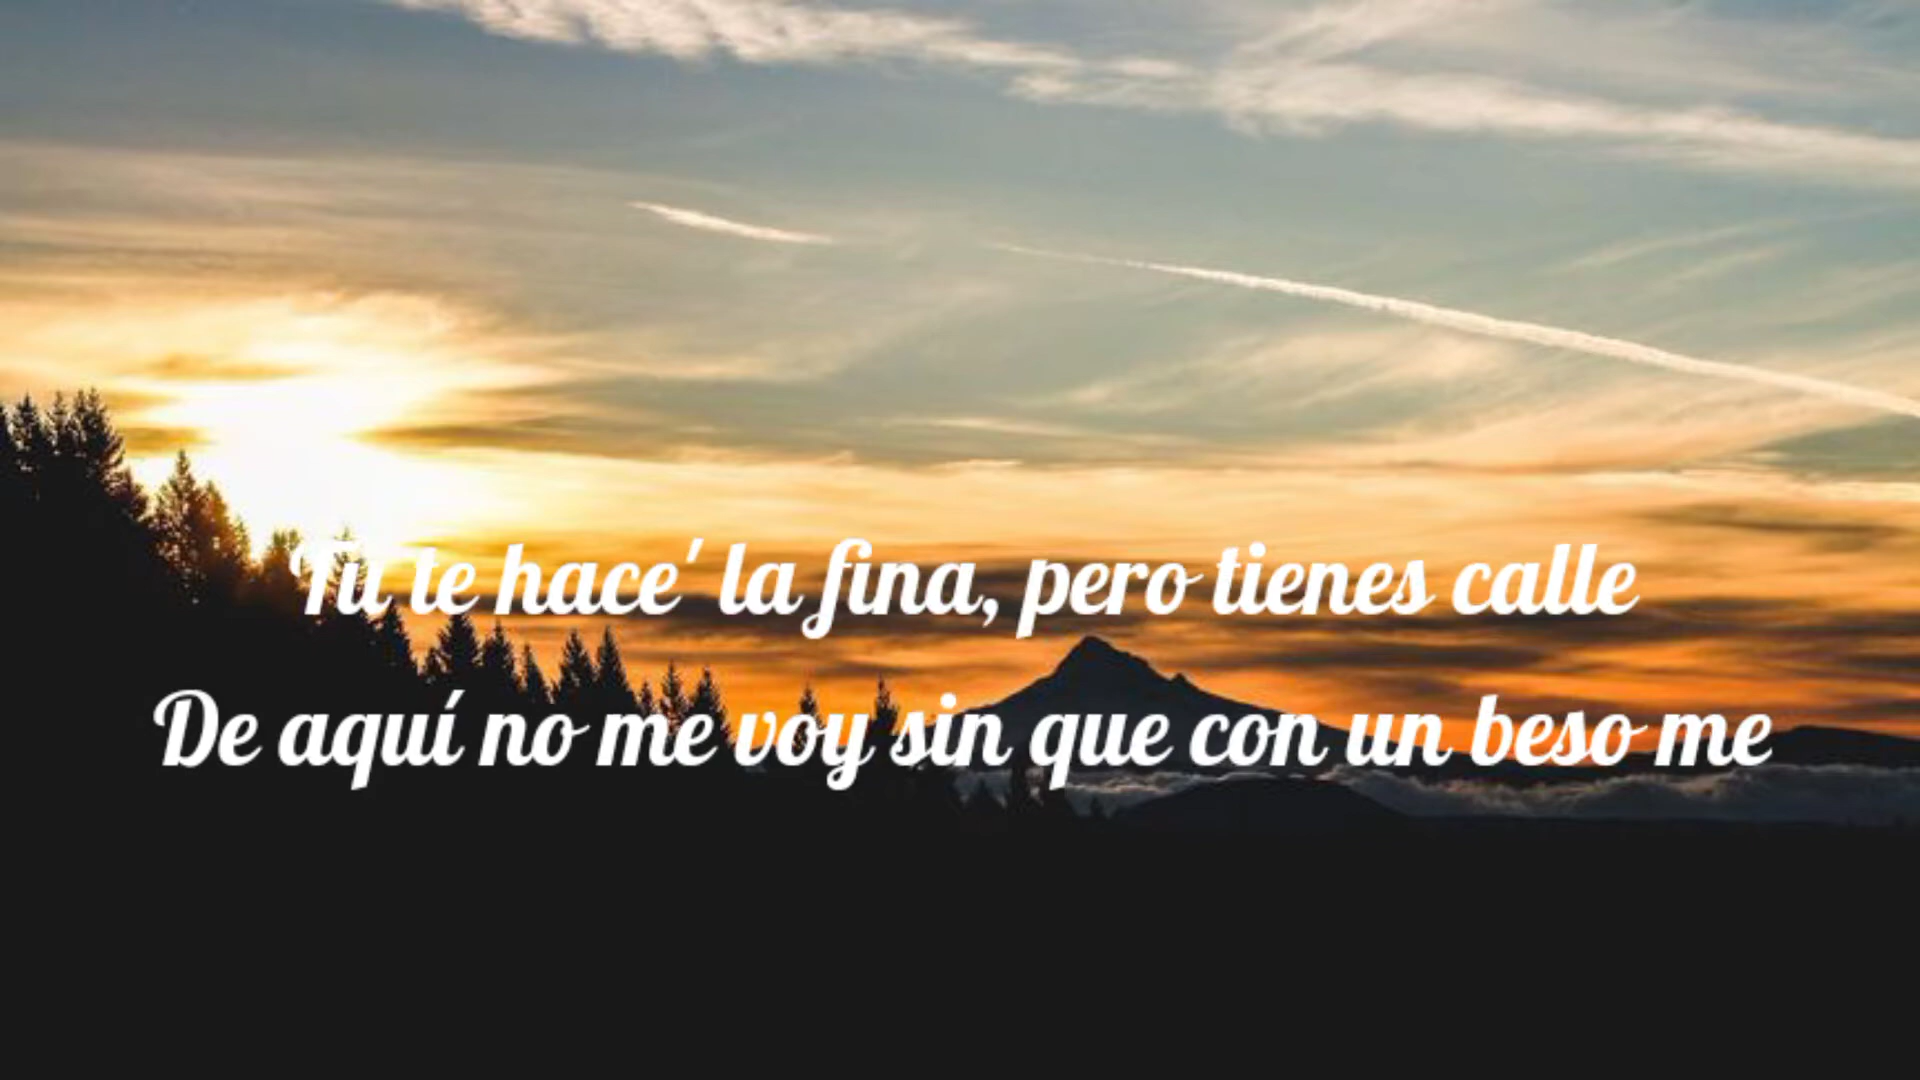 Tú te hace' la fina, pero tienes calle
De aquí no me voy sin que con un beso me